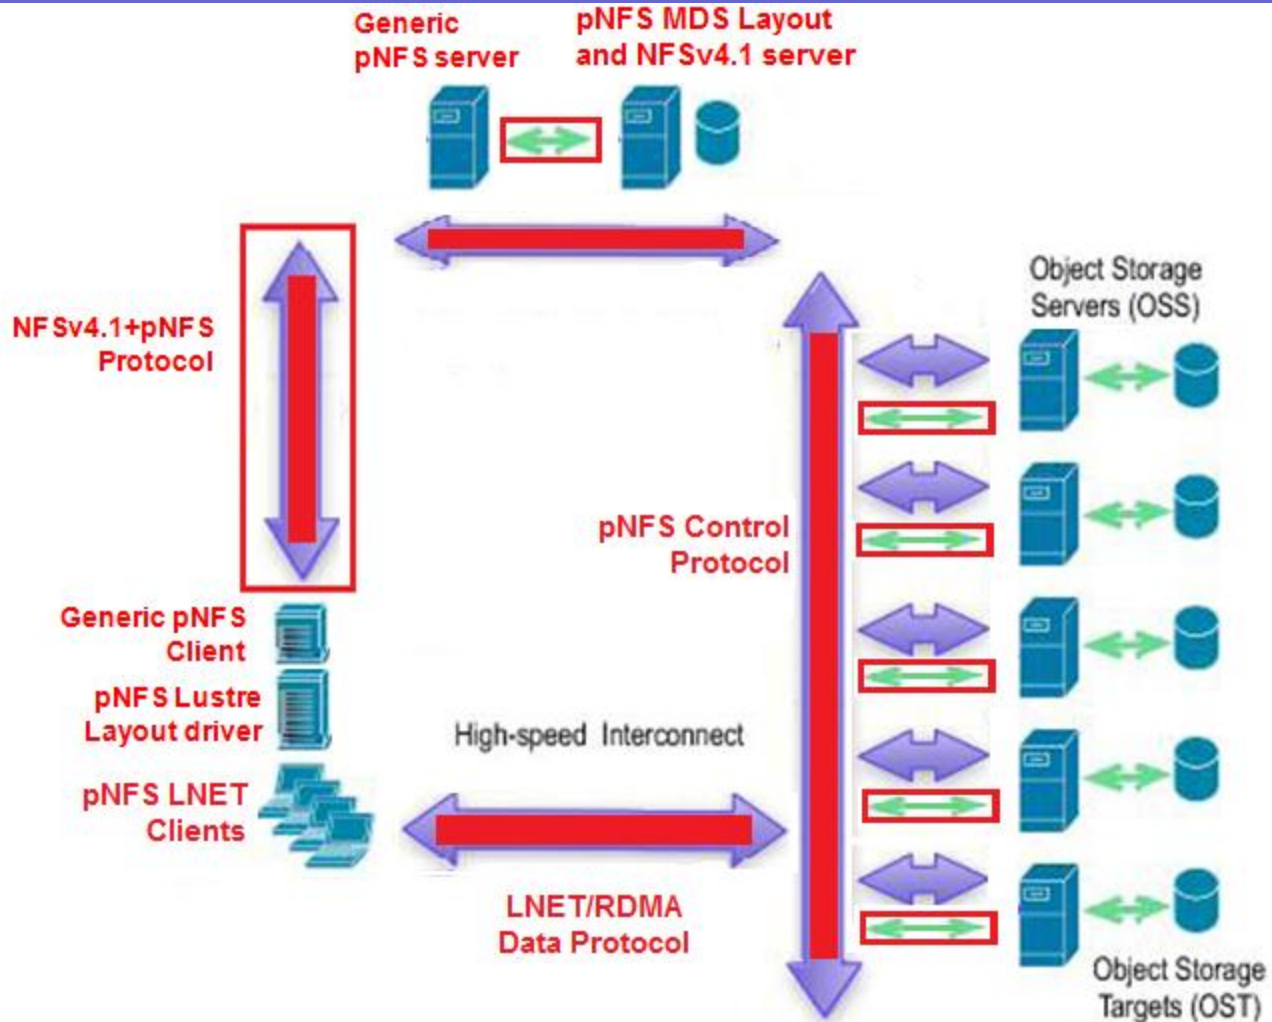 Generic
pNFS server
pNFS MDS Layout
and NFSv4.1 server
Object Storage
Servers (OSS)
NFSv4.1+pNFS
Protocol
pNFS Control
Protocol
Generic pNFS
Client
pNFS Lustre
Layout driver
High-speed Interconnect
pNFS LNET
Clients
LNET/RDMA
Data Protocol
Object Storage
Targets (OST)